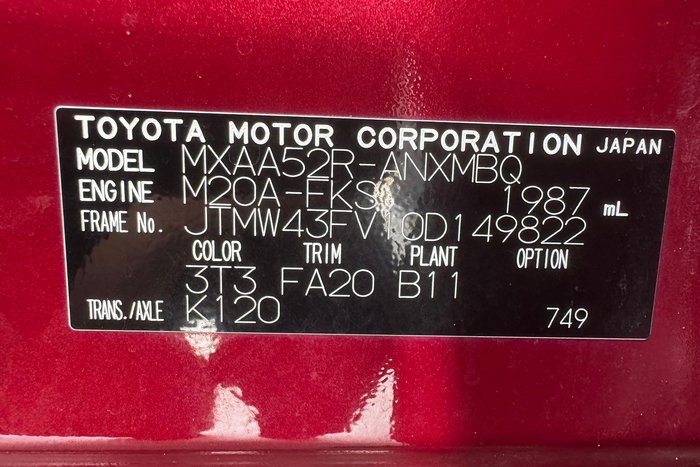 TOYOTA MOTOR CORPORATION JAPAN
MODEL MXAA52R-ANXMBQ
ENGINE M20A-FKS 1987 mL
FRAME No. JTMW43FV10D149822
COLOR TRIM PLANT OPTION
3T3 FA20 B11
TRANS./AXLE K120 749